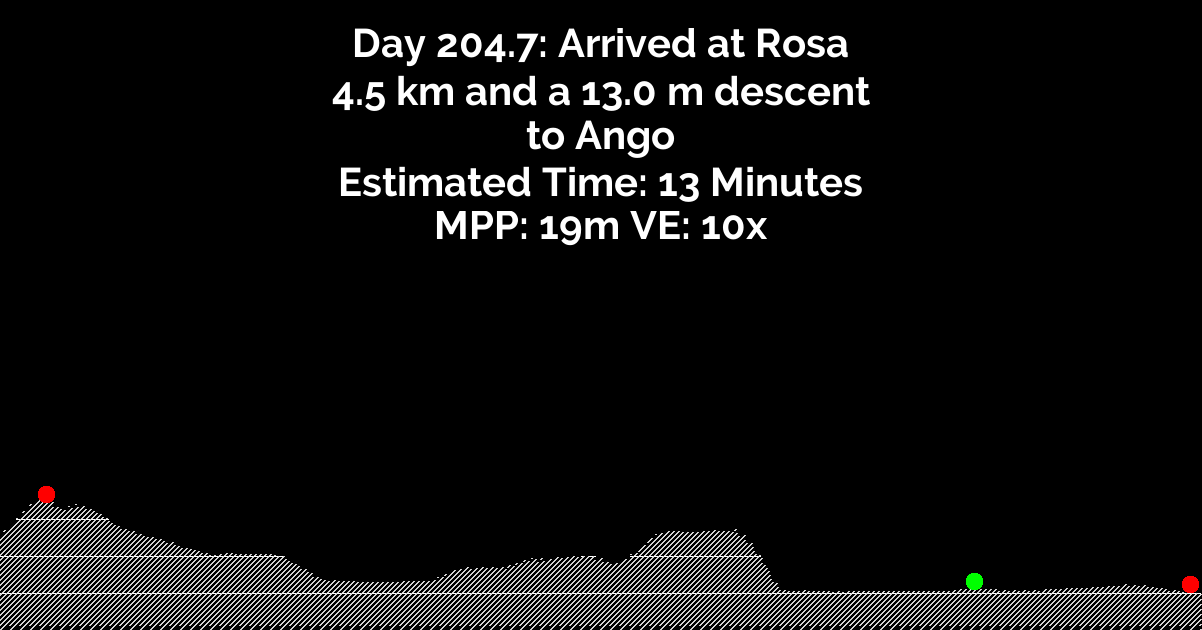 Day 204.7: Arrived at Rosa
4.5 km and a 13.0 m descent
to Ango
Estimated Time: 13 Minutes
MPP: 19m VE: 10x